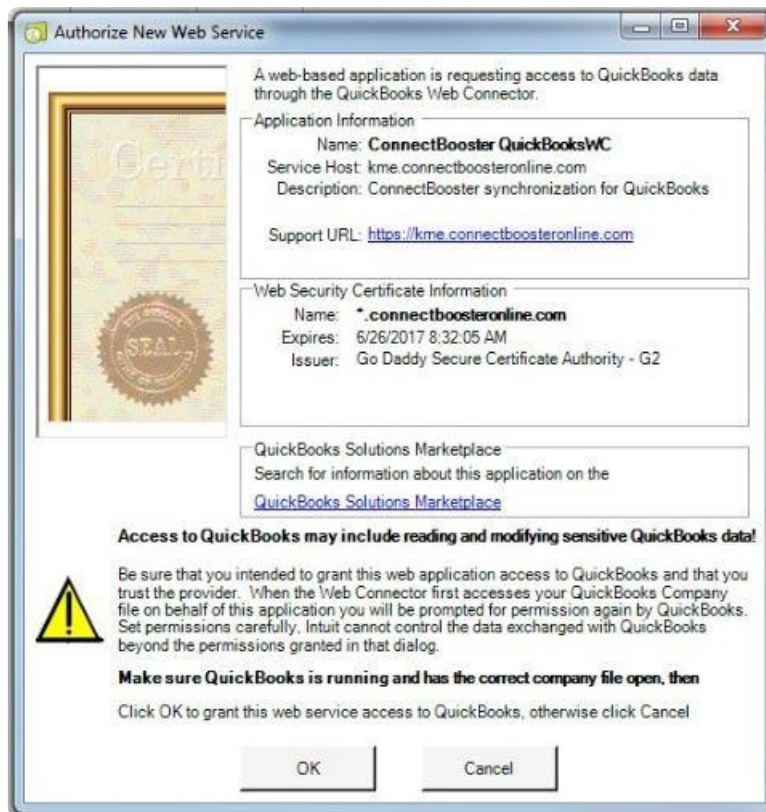 Authorize New Web Service
A web-based application is requesting access to QuickBooks data
through the QuickBooks Web Connector.
Application Information
Name: ConnectBooster QuickBooksWC
Service Host: kme.connectboosteronline.com
Description: ConnectBooster synchronization for QuickBooks
Support URL: https://kme.connectboosteronline.com
Certi
Web Security Certificate Information
Name: *.connectboosteronline.com
Expires: 6/26/2017 8:32:05 AM
Issuer: Go Daddy Secure Certificate Authority - G2
SEAL
QuickBooks Solutions Marketplace
Search for information about this application on the
QuickBooks Solutions Marketplace
Access to QuickBooks may include reading and modifying sensitive QuickBooks data!
Be sure that you intended to grant this web application access to QuickBooks and that you
trust the provider. When the Web Connector first accesses your QuickBooks Company
file on behalf of this application you will be prompted for permission again by QuickBooks.
Set permissions carefully, Intuit cannot control the data exchanged with QuickBooks
beyond the permissions granted in that dialog.
Make sure QuickBooks is running and has the correct company file open, then
Click OK to grant this web service access to QuickBooks, otherwise click Cancel
OK
Cancel